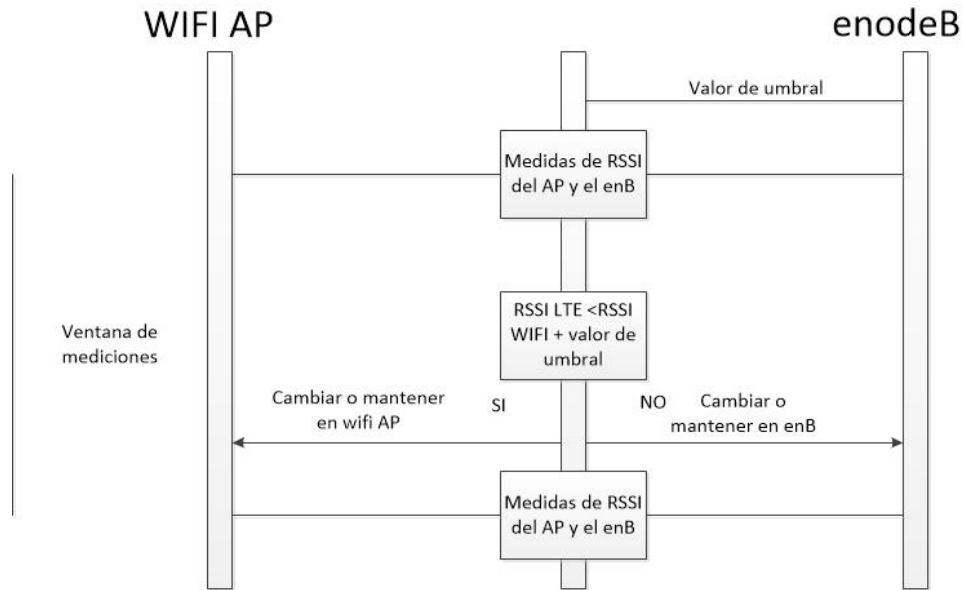 WIFI AP
enodeB
Valor de umbral
Medidas de RSSI
del AP y el enB
RSSI LTE <RSSI
WIFI + valor de
umbral
Ventana de
mediciones
Cambiar o mantener
en wifi AP
SI
NO
Cambiar o
mantener en enB
Medidas de RSSI
del AP y el enB